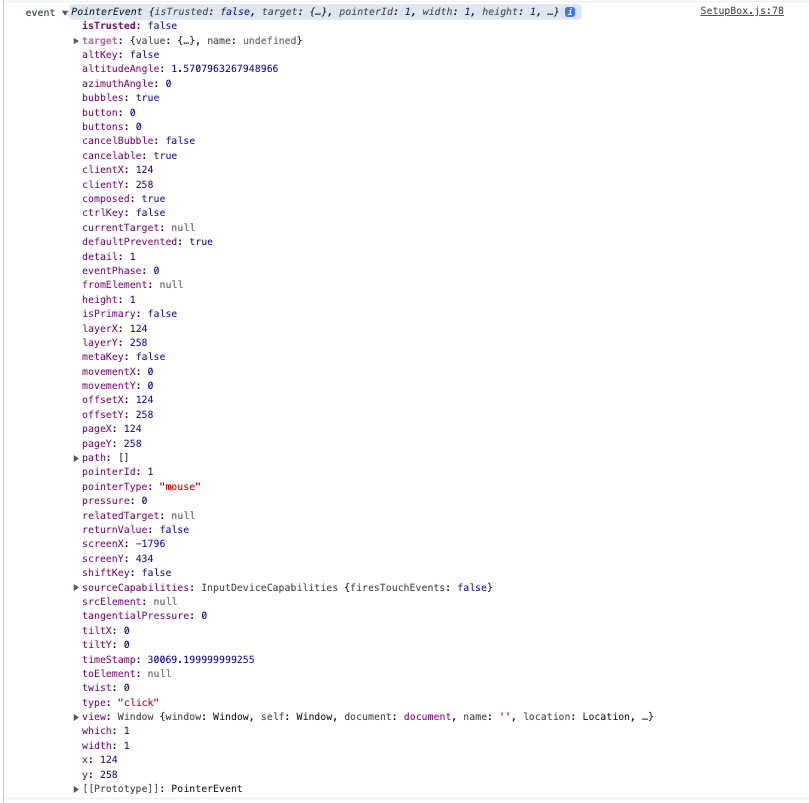 event ▼ PointerEvent {isTrusted: false, target: {…}, pointerId: 1, width: 1, height: 1, …} i SetupBox.js:78
isTrusted: false
▶ target: {value: {…}, name: undefined}
altKey: false
altitudeAngle: 1.5707963267948966
azimuthAngle: 0
bubbles: true
button: 0
buttons: 0
cancelBubble: false
cancelable: true
clientX: 124
clientY: 258
composed: true
ctrlKey: false
currentTarget: null
defaultPrevented: true
detail: 1
eventPhase: 0
fromElement: null
height: 1
isPrimary: false
layerX: 124
layerY: 258
metaKey: false
movementX: 0
movementY: 0
offsetX: 124
offsetY: 258
pageX: 124
pageY: 258
▶ path: []
pointerId: 1
pointerType: "mouse"
pressure: 0
relatedTarget: null
returnValue: false
screenX: -1796
screenY: 434
shiftKey: false
▶ sourceCapabilities: InputDeviceCapabilities {firesTouchEvents: false}
srcElement: null
tangentialPressure: 0
tiltX: 0
tiltY: 0
timeStamp: 30069.199999999255
toElement: null
twist: 0
type: "click"
▶ view: Window {window: Window, self: Window, document: document, name: '', location: Location, …}
which: 1
width: 1
x: 124
y: 258
▶ [[Prototype]]: PointerEvent